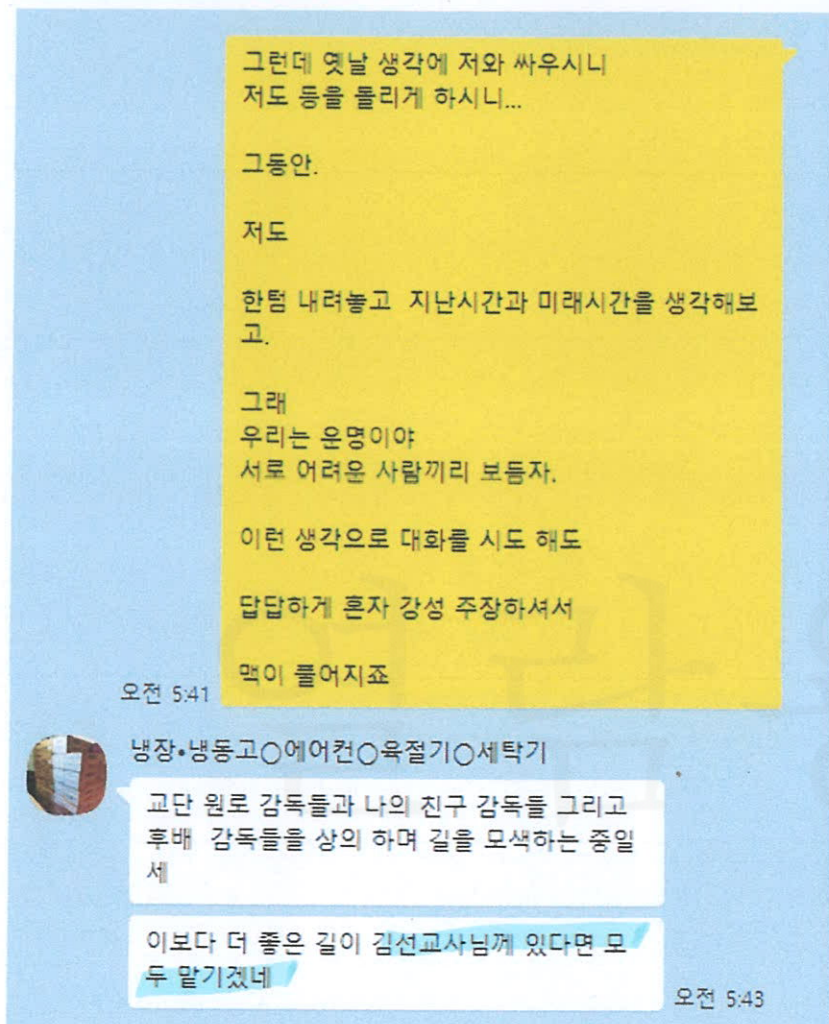 그런데 옛날 생각에 저와 싸우시니
저도 등을 돌리게 하시니...
그동안.
저도
한텀 내려놓고 지난시간과 미래시간을 생각해보
고.
그래
우리는 운명이야
서로 어려운 사람끼리 보듬자.
이런 생각으로 대화를 시도 해도
답답하게 혼자 강성 주장하셔서
맥이 풀어지죠
오전 5:41
냉장•냉동고○에어컨○육절기○세탁기
교단 원로 감독들과 나의 친구 감독들 그리고
후배 감독들을 상의 하며 길을 모색하는 중일
세
이보다 더 좋은 길이 김선교사님께 있다면 모
두 맡기겠네
오전 5:43